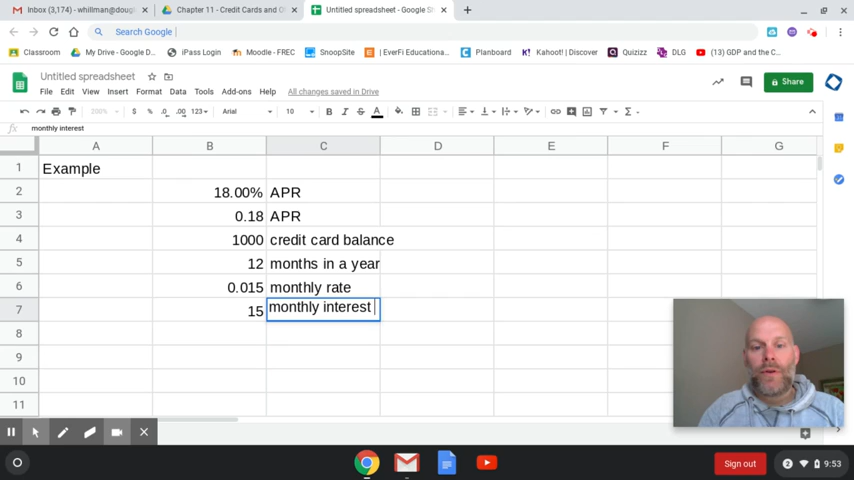 Inbox (3,174) - whillman@dougl
Chapter 11 - Credit Cards and O
Untitled spreadsheet - Google S
Search Google
Classroom
My Drive - Dougl
iPass Login
Moodle - FREC
SnoopSite
EverFi Educationa
Planboard
Kahoot! | Discover
Quizizz
DLG
(13) GDP and the C
Untitled spreadsheet
Share
File Edit View Insert Format Data Tools Add-ons Help All changes saved in Drive
200% $ % .0 .00 123 Arial 10 B I S A
fx monthly interest
A B C D E F G
1 Example
2 18.00% APR
3 0.18 APR
4 1000 credit card balance
5 12 months in a year
6 0.015 monthly rate
7 15 monthly interest
8
9
10
11
Sign out
2 9:53